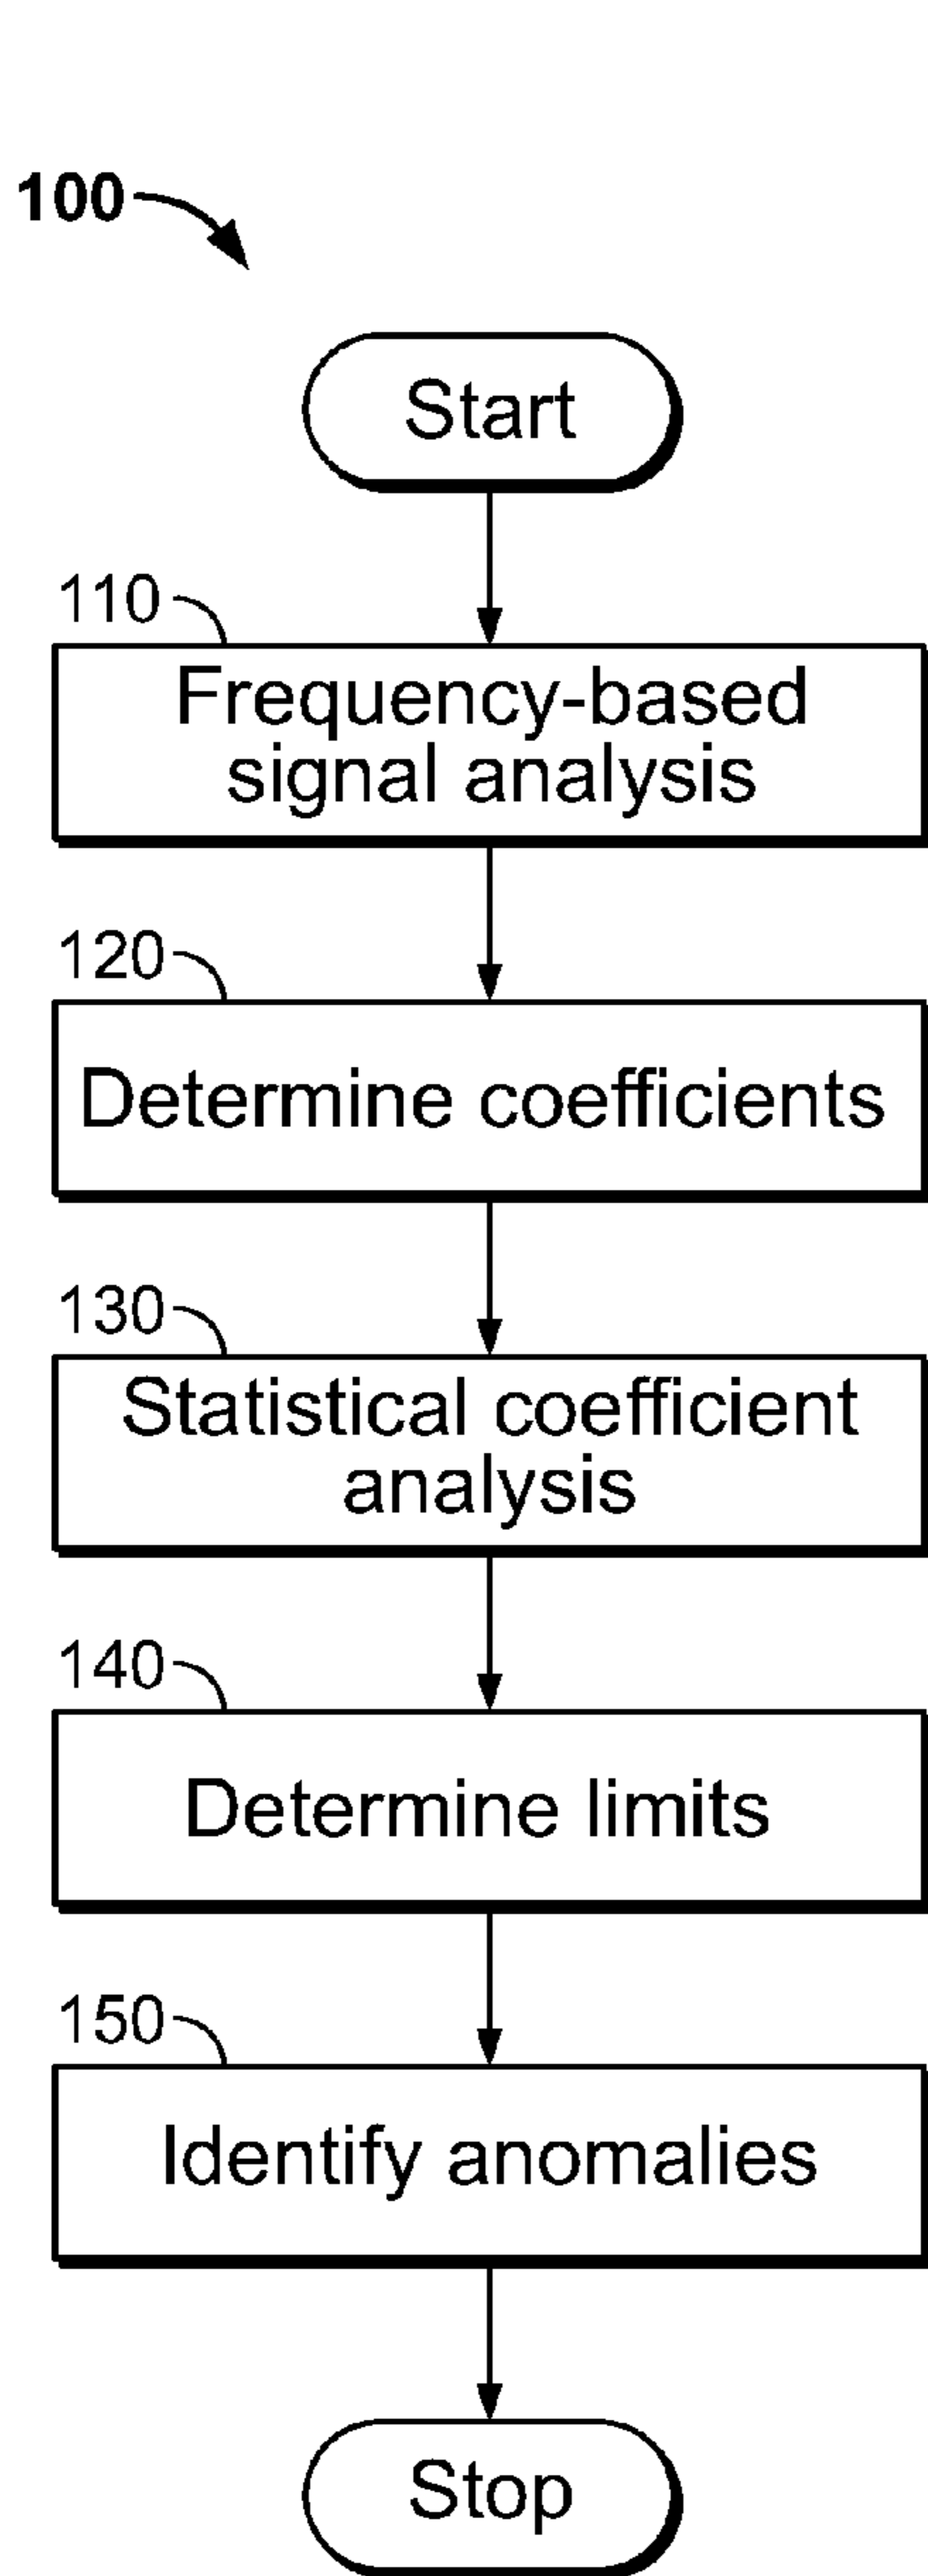 100
Start
110
Frequency-based
signal analysis
120
Determine coefficients
130
Statistical coefficient
analysis
140
Determine limits
150
Identify anomalies
Stop